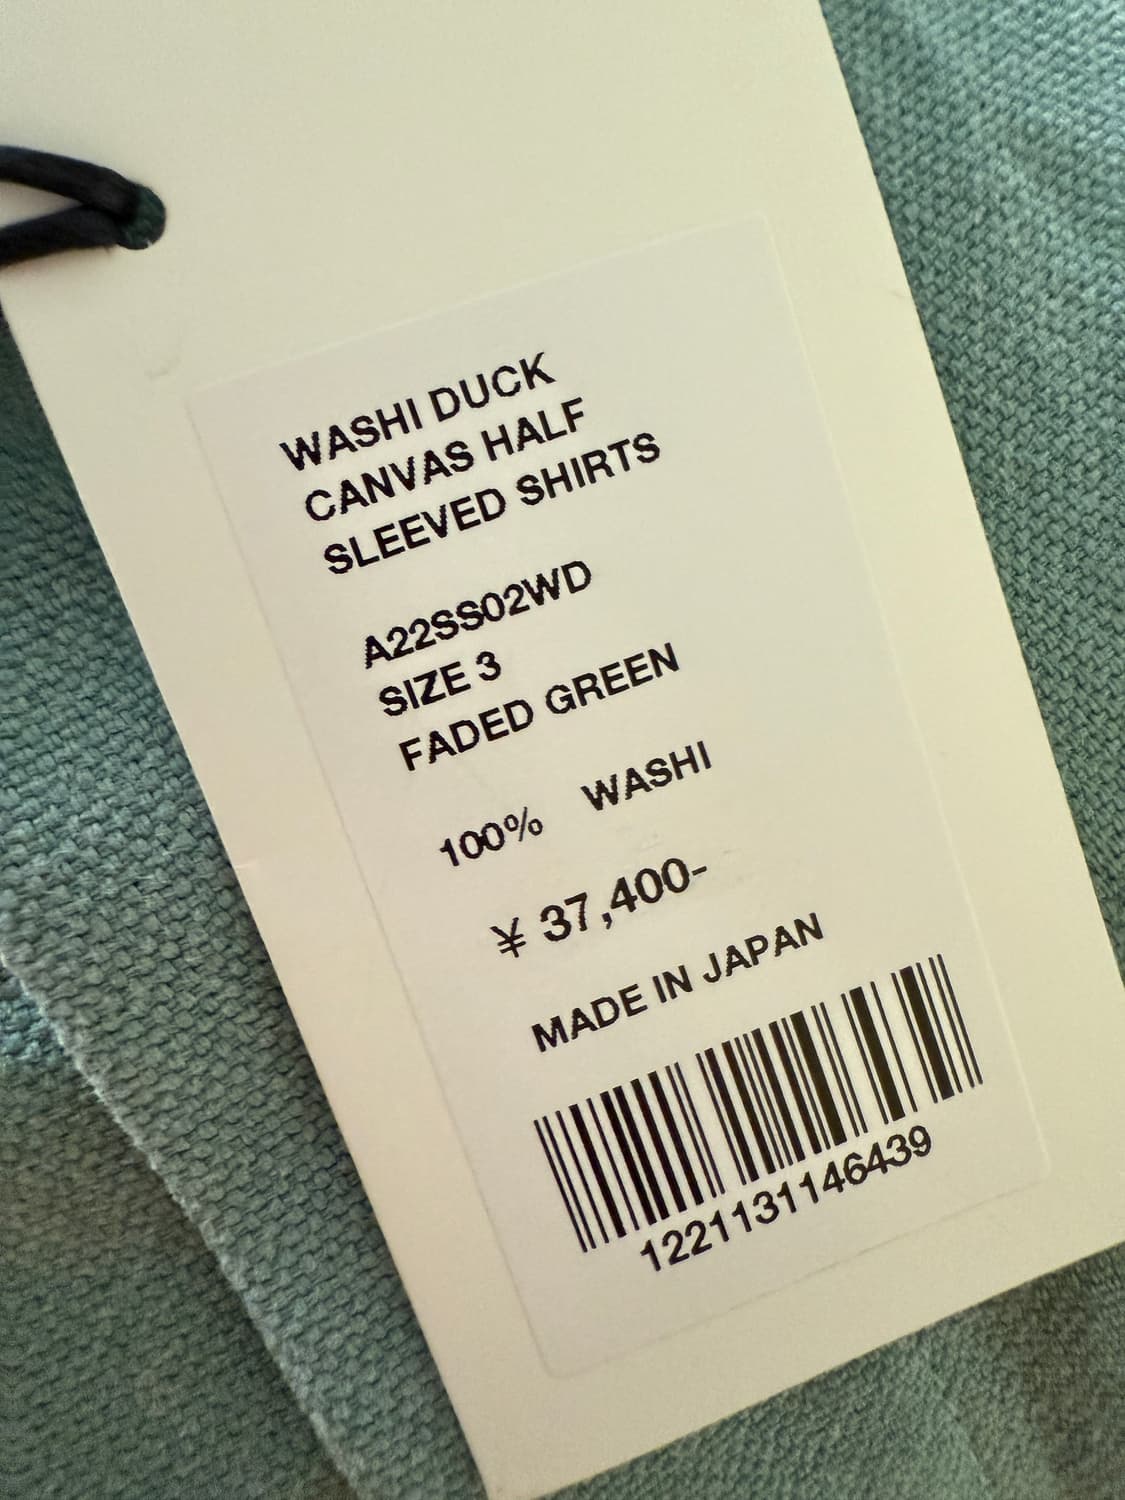 WASHI DUCK
CANVAS HALF
SLEEVED SHIRTS
A22SS02WD
SIZE 3
FADED GREEN
100% WASHI
¥ 37,400-
MADE IN JAPAN
1221131146439